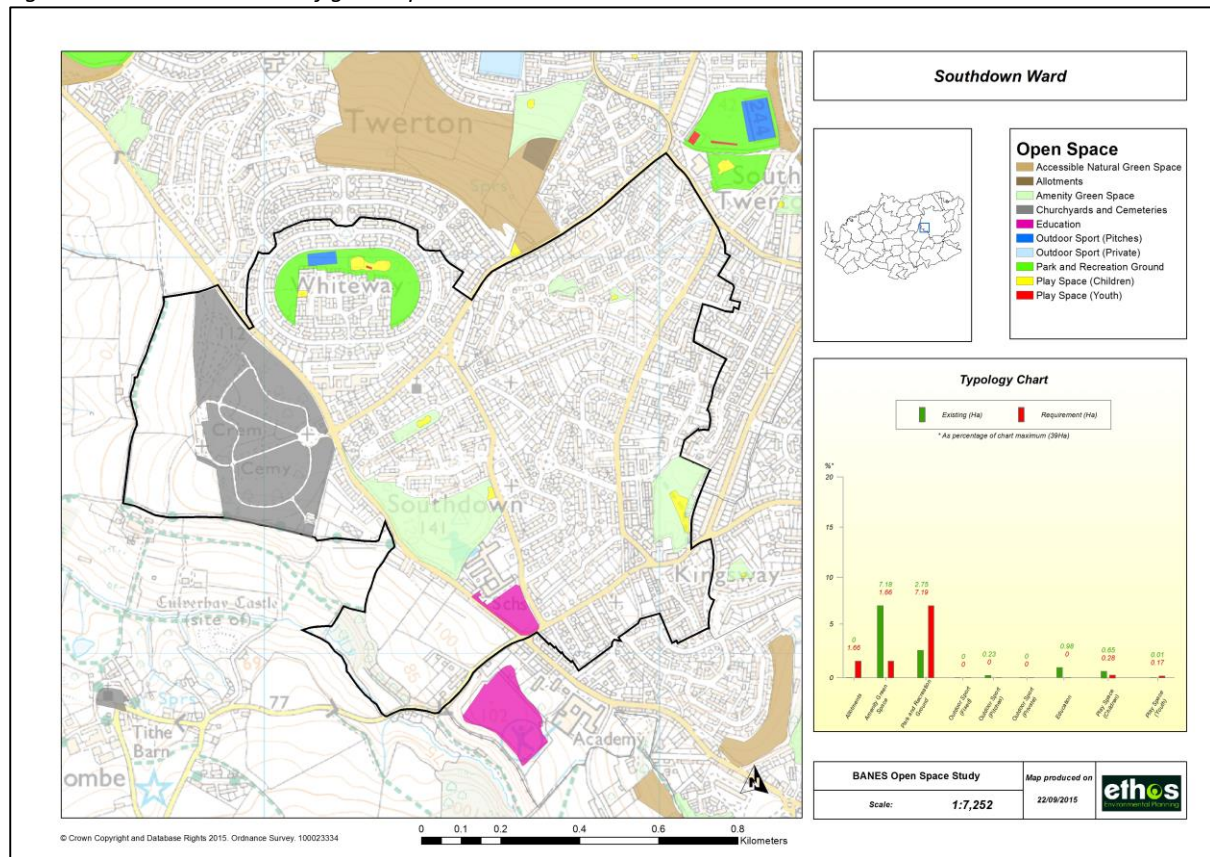 Southdown Ward
Open Space
Accessible Natural Green Space
Allotments
Amenity Green Space
Churchyards and Cemeteries
Education
Outdoor Sport (Pitches)
Outdoor Sport (Private)
Park and Recreation Ground
Play Space (Children)
Play Space (Youth)
Twerton
244
South
Twerton
Sprs
Whiteway
112
Crem
Cemy
Southdown
141
Kingsway
Schs
Culverhay Castle
(site of)
100
69
77
Spr
102
Tithe
Barn
Academy
ombe
Typology Chart
Existing (Ha)
Requirement (Ha)
* As percentage of chart maximum (39Ha)
%*
20
15
10
5
0
0
1.66
7.18
1.66
2.75
7.19
0
0
0.23
0
0
0
0.98
0
0.65
0.28
0.01
0.17
Allotments
Amenity Green
Space
Park and Recreation
Ground
Outdoor Sport
(Fixed)
Outdoor Sport
(Pitches)
Outdoor Sport
(Private)
Education
Play Space
(Children)
Play Space
(Youth)
BANES Open Space Study
Scale: 1:7,252
Map produced on
22/09/2015
ethos
Environmental Planning
N
© Crown Copyright and Database Rights 2015. Ordnance Survey. 100023334
0 0.1 0.2 0.4 0.6 0.8
Kilometers